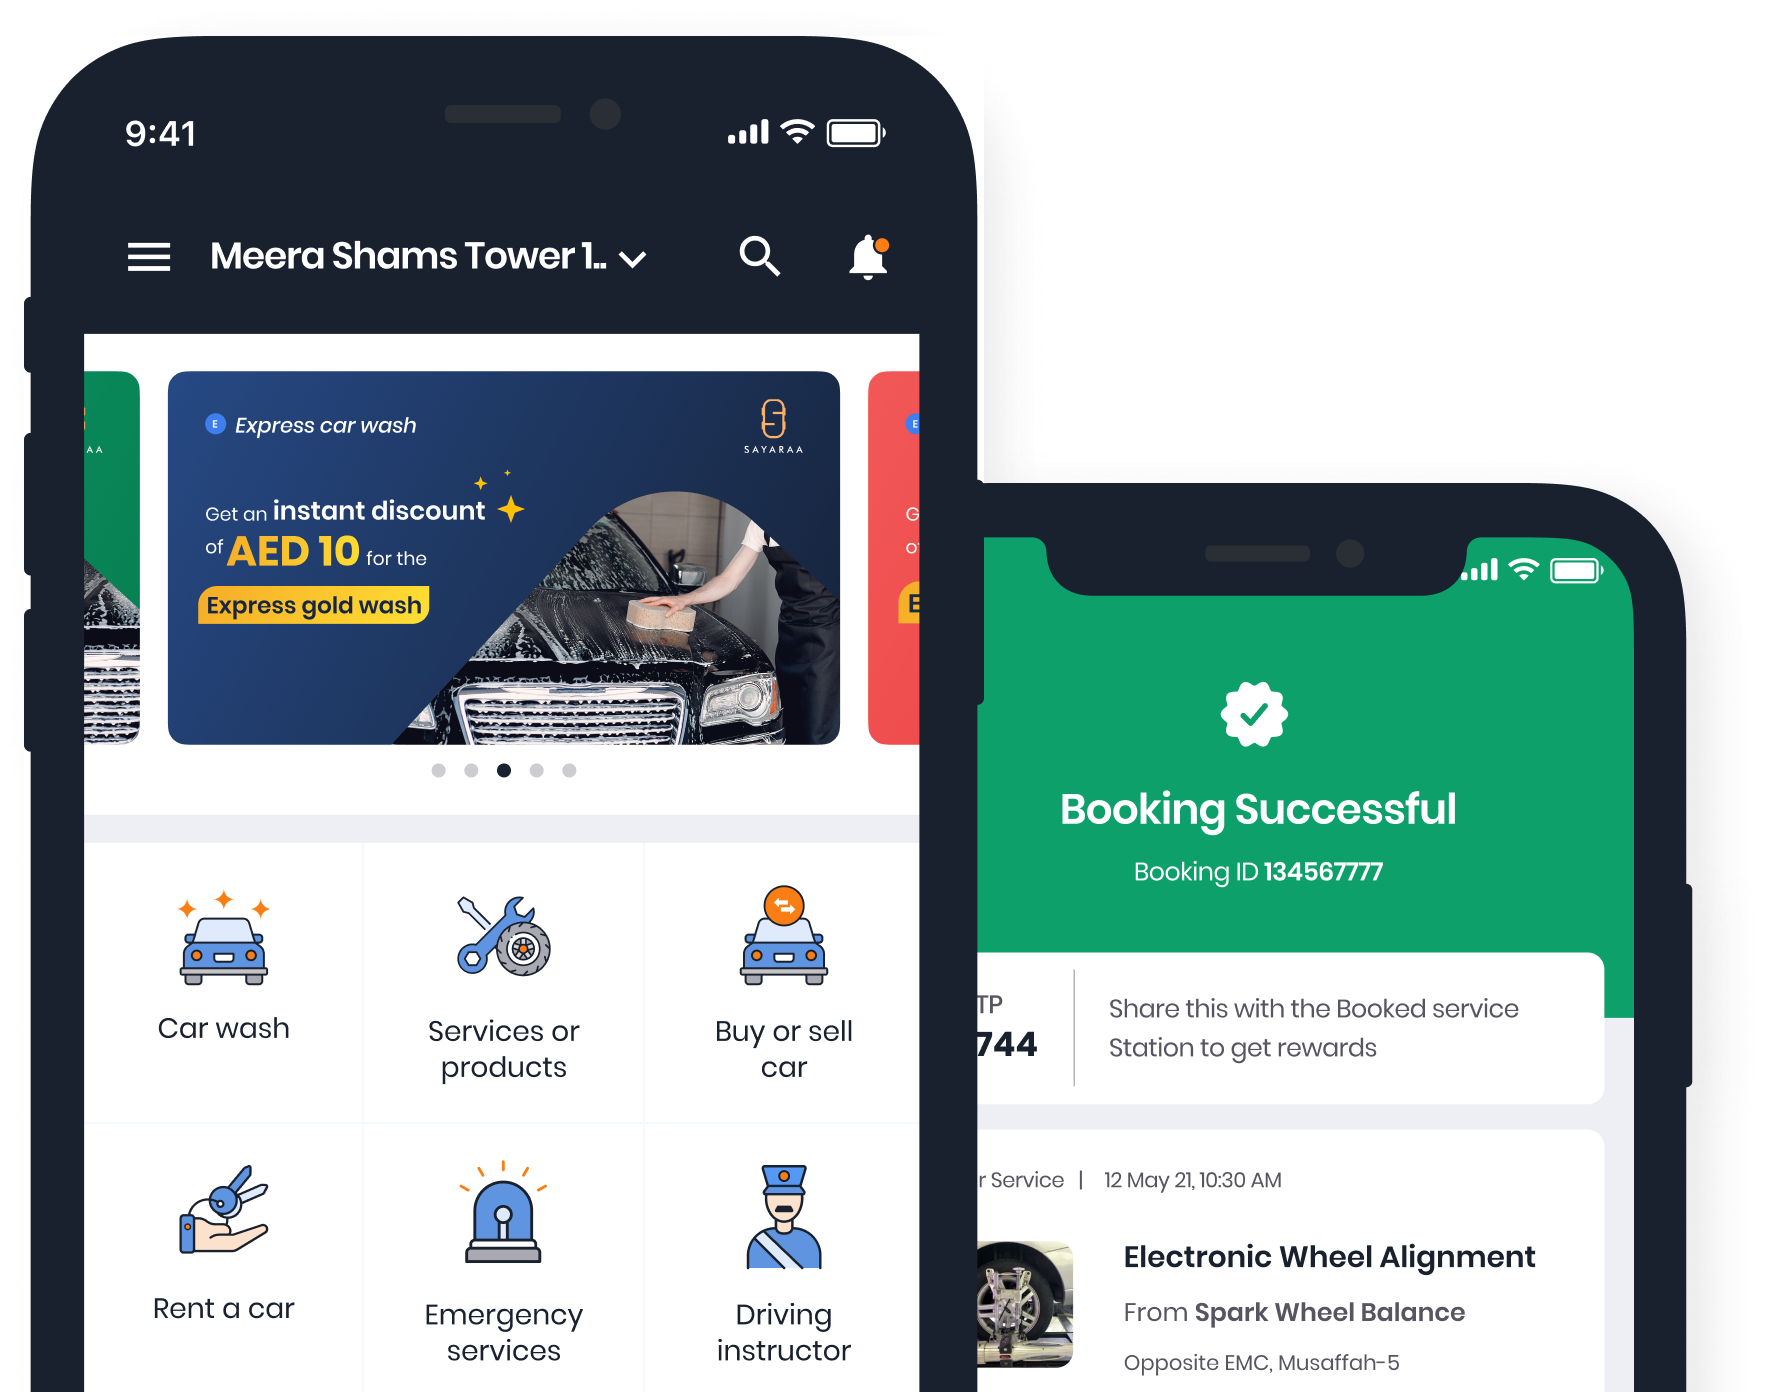 9:41
Meera Shams Tower 1..
AA
E Express car wash
SAYARAA
Get an instant discount
of AED 10 for the
Express gold wash
E
G
E
Car wash
Services or
products
Buy or sell
car
Rent a car
Emergency
services
Driving
instructor
Booking Successful
Booking ID 134567777
TP
744
Share this with the Booked service
Station to get rewards
r Service | 12 May 21, 10:30 AM
Electronic Wheel Alignment
From Spark Wheel Balance
Opposite EMC, Musaffah-5